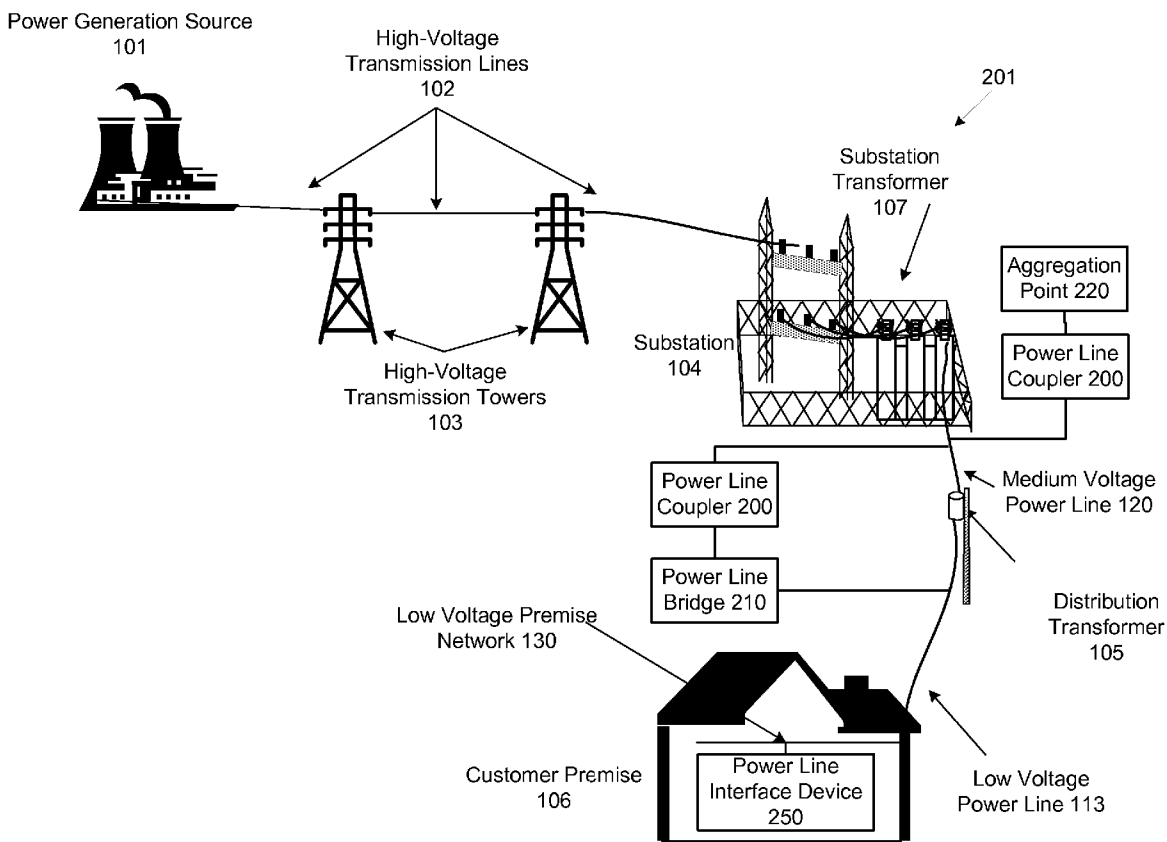 Power Generation Source
101
High-Voltage
Transmission Lines
102
201
Substation
Transformer
107
Aggregation
Point 220
Substation
104
Power Line
Coupler 200
High-Voltage
Transmission Towers
103
Power Line
Coupler 200
Medium Voltage
Power Line 120
Power Line
Bridge 210
Low Voltage Premise
Network 130
Distribution
Transformer
105
Customer Premise
106
Power Line
Interface Device
250
Low Voltage
Power Line 113